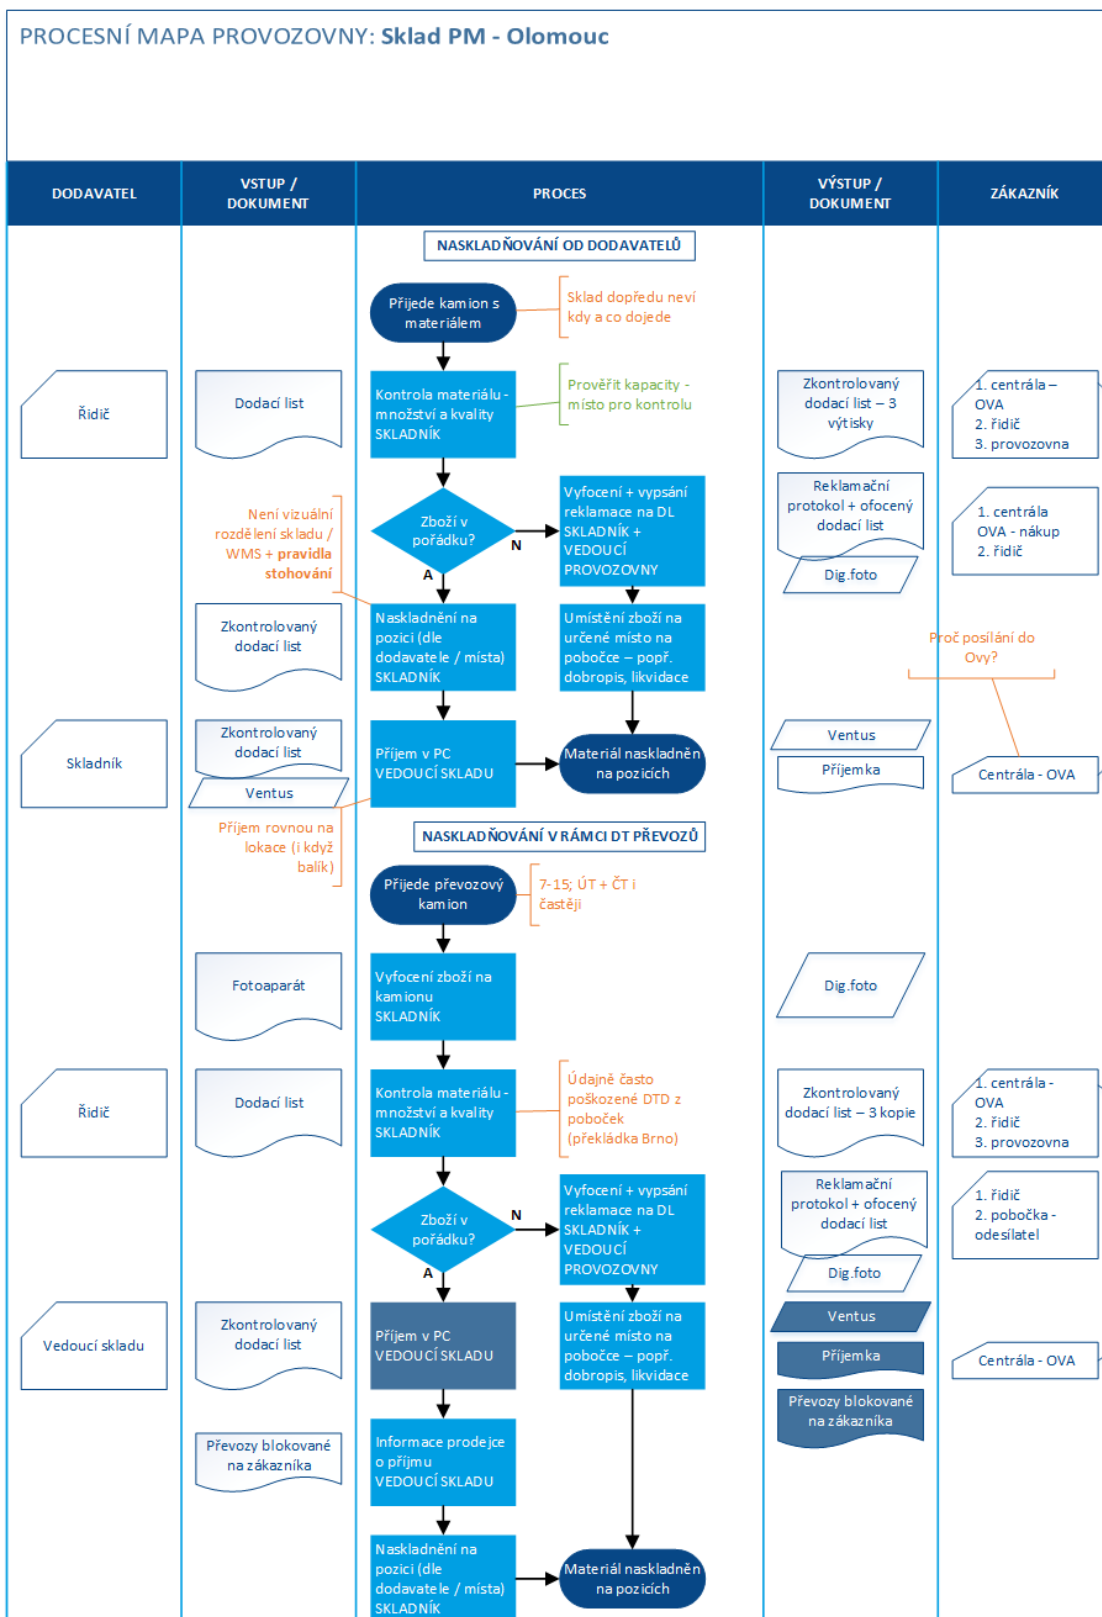 PROCESNÍ MAPA PROVOZOVNY: Sklad PM - Olomouc
DODAVATEL
VSTUP /
DOKUMENT
PROCES
VÝSTUP /
DOKUMENT
ZÁKAZNÍK
NASKLADŇOVÁNÍ OD DODAVATELŮ
Přijede kamion s
materiálem
Sklad dopředu neví
kdy a co dojede
Řidič
Dodací list
Kontrola materiálu -
množství a kvality
SKLADNÍK
Prověřit kapacity -
místo pro kontrolu
Zkontrolovaný
dodací list – 3
výtisky
1. centrála –
OVA
2. řidič
3. provozovna
Není vizuální
rozdělení skladu /
WMS + pravidla
stohování
Zboží v
pořádku?
N
A
Vyfocení + vypsání
reklamace na DL
SKLADNÍK +
VEDOUCÍ
PROVOZOVNY
Reklamační
protokol + ofocený
dodací list
Dig.foto
1. centrála
OVA - nákup
2. řidič
Zkontrolovaný
dodací list
Naskladnění na
pozici (dle
dodavatele / místa)
SKLADNÍK
Umístění zboží na
určené místo na
pobočce – popř.
dobropis, likvidace
Proč posílání do
Ovy?
Skladník
Zkontrolovaný
dodací list
Ventus
Příjem v PC
VEDOUCÍ SKLADU
Materiál naskladněn
na pozicích
Ventus
Příjemka
Centrála - OVA
Příjem rovnou na
lokace (i když
balík)
NASKLADŇOVÁNÍ V RÁMCI DT PŘEVOZŮ
Přijede převozový
kamion
7-15; ÚT + ČT i
častěji
Fotoaparát
Vyfocení zboží na
kamionu
SKLADNÍK
Dig.foto
Řidič
Dodací list
Kontrola materiálu -
množství a kvality
SKLADNÍK
Údajně často
poškozené DTD z
poboček
(překládka Brno)
Zkontrolovaný
dodací list – 3 kopie
1. centrála -
OVA
2. řidič
3. provozovna
Zboží v
pořádku?
N
A
Vyfocení + vypsání
reklamace na DL
SKLADNÍK +
VEDOUCÍ
PROVOZOVNY
Reklamační
protokol + ofocený
dodací list
Dig.foto
1. řidič
2. pobočka -
odesílatel
Vedoucí skladu
Zkontrolovaný
dodací list
Příjem v PC
VEDOUCÍ SKLADU
Umístění zboží na
určené místo na
pobočce – popř.
dobropis, likvidace
Ventus
Příjemka
Převozy blokované
na zákazníka
Centrála - OVA
Převozy blokované
na zákazníka
Informace prodejce
o příjmu
VEDOUCÍ SKLADU
Naskladnění na
pozici (dle
dodavatele / místa)
SKLADNÍK
Materiál naskladněn
na pozicích